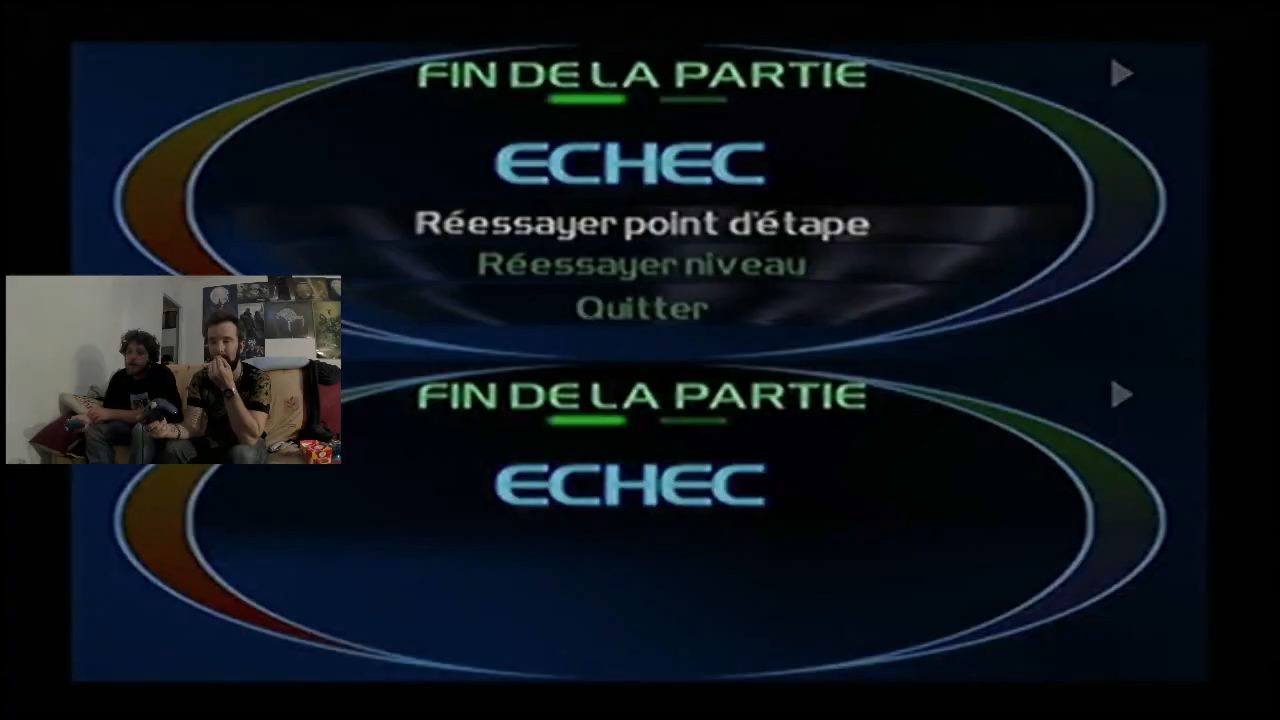 FIN DE LA PARTIE
ECHEC
Réessayer point d'étape
Réessayer niveau
Quitter
FIN DE LA PARTIE
ECHEC